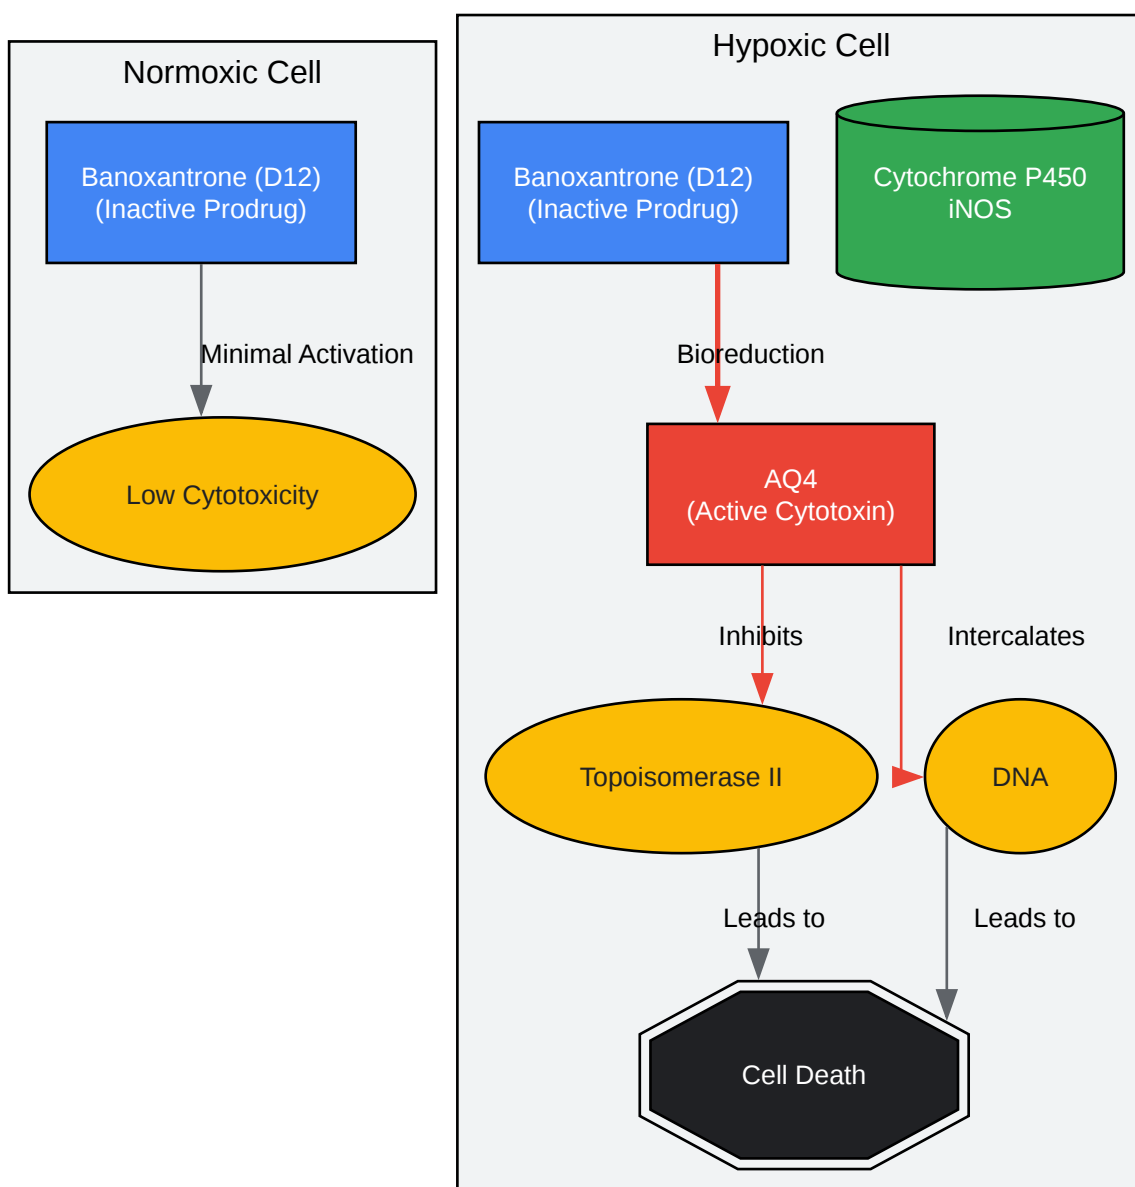 Normoxic Cell
Banoxantrone (D12)
(Inactive Prodrug)
Minimal Activation
Low Cytotoxicity
Hypoxic Cell
Banoxantrone (D12)
(Inactive Prodrug)
Cytochrome P450
iNOS
Bioreduction
AQ4
(Active Cytotoxin)
Inhibits
Intercalates
Topoisomerase II
DNA
Leads to
Leads to
Cell Death